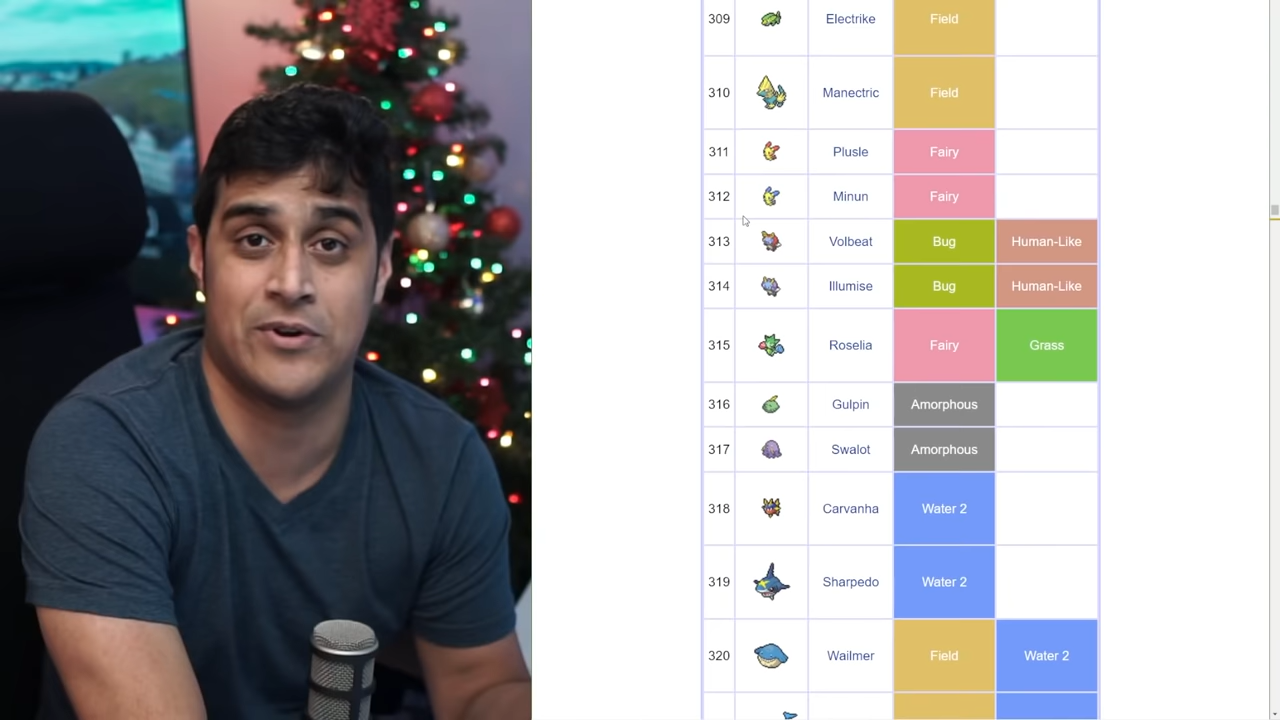 309 Electrike Field
310 Manectric Field
311 Plusle Fairy
312 Minun Fairy
313 Volbeat Bug Human-Like
314 Illumise Bug Human-Like
315 Roselia Fairy Grass
316 Gulpin Amorphous
317 Swalot Amorphous
318 Carvanha Water 2
319 Sharpedo Water 2
320 Wailmer Field Water 2